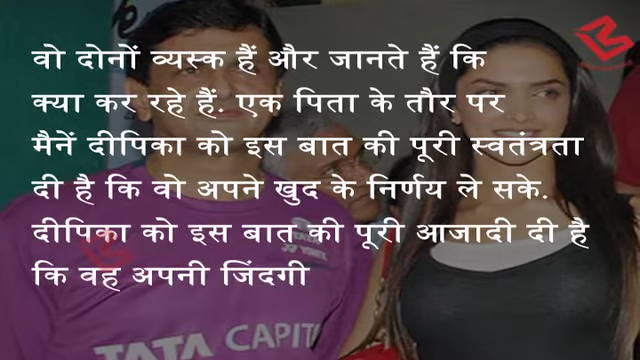 वो दोनों व्यस्क हैं और जानते हैं कि
क्या कर रहे हैं. एक पिता के तौर पर
मैनें दीपिका को इस बात की पूरी स्वतंत्रता
दी है कि वो अपने खुद के निर्णय ले सके.
दीपिका को इस बात की पूरी आजादी दी है
कि वह अपनी जिंदगी
TATA
TATA CAPIT